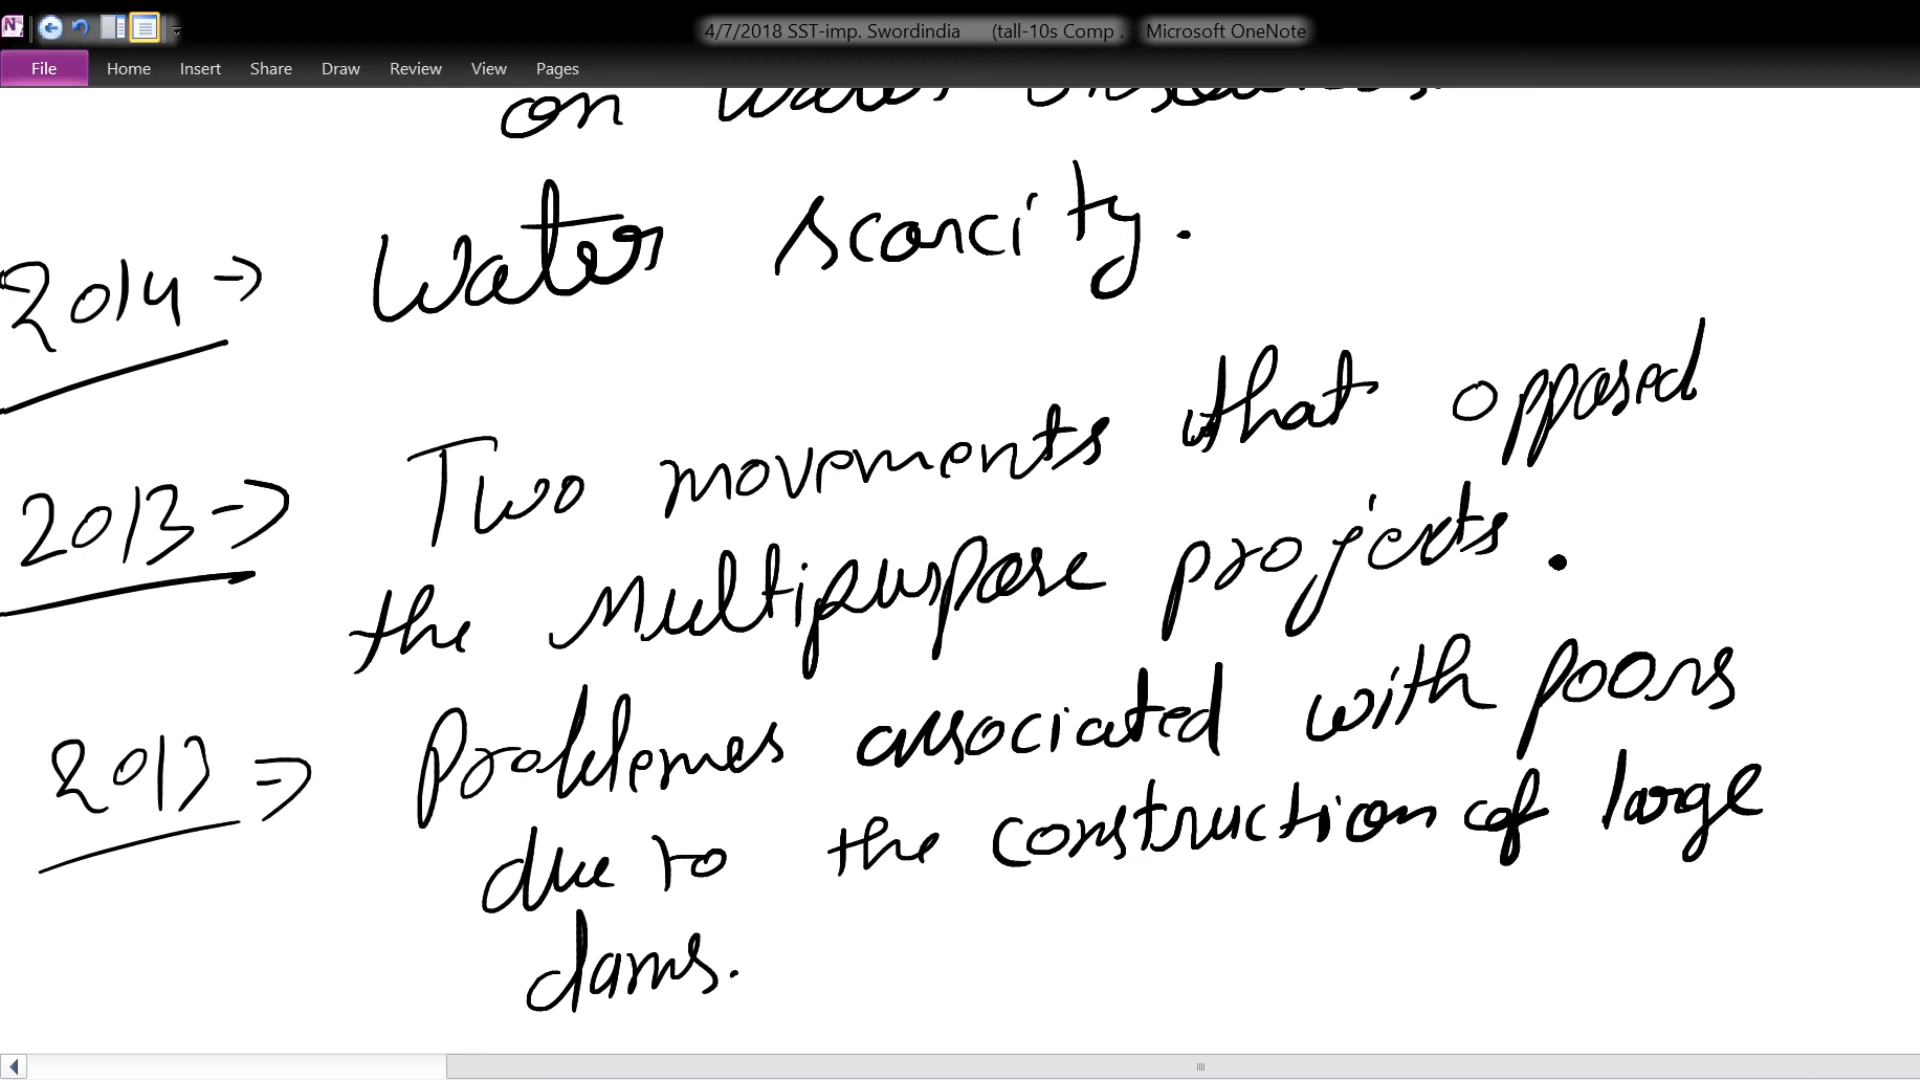 4/7/2018 SST-imp. Swordindia (tall-10s Comp . - Microsoft OneNote
File Home Insert Share Draw Review View Pages
on water
2014 → Water scarcity.
2013 → Two movements that opposed
the Multipurpose projects.
2013 ⇒ Problemes associated with poors
due to the construction of large
dams.